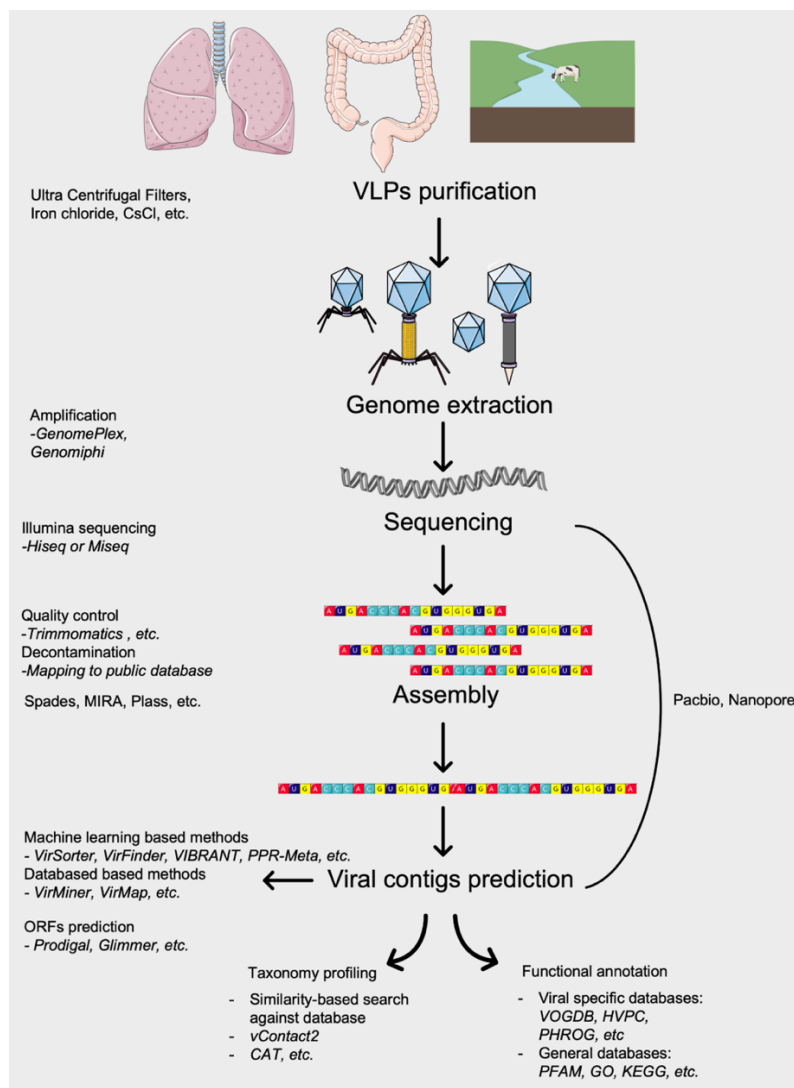 Ultra Centrifugal Filters,
Iron chloride, CsCl, etc.
VLPs purification
Genome extraction
Amplification
-GenomePlex,
Genomiphi
Sequencing
Illumina sequencing
-Hiseq or Miseq
Quality control
-Trimmomatics , etc.
Decontamination
-Mapping to public database
AUGACCCACGUGGGUGA
AUGACCCACGUGGGUGA
AUGACCCACGUGGGUGA
AUGACCCACGUGGGUGA
Spades, MIRA, Plass, etc.
Assembly
Pacbio, Nanopore
AUGACCCACGUGGGUGAUGACCCACGUGGGUGA
Machine learning based methods
- VirSorter, VirFinder, VIBRANT, PPR-Meta, etc.
Databased based methods
- VirMiner, VirMap, etc.
Viral contigs prediction
ORFs prediction
- Prodigal, Glimmer, etc.
Taxonomy profiling
- Similarity-based search
against database
- vContact2
- CAT, etc.
Functional annotation
- Viral specific databases:
VOGDB, HVPC,
PHROG, etc
- General databases:
PFAM, GO, KEGG, etc.